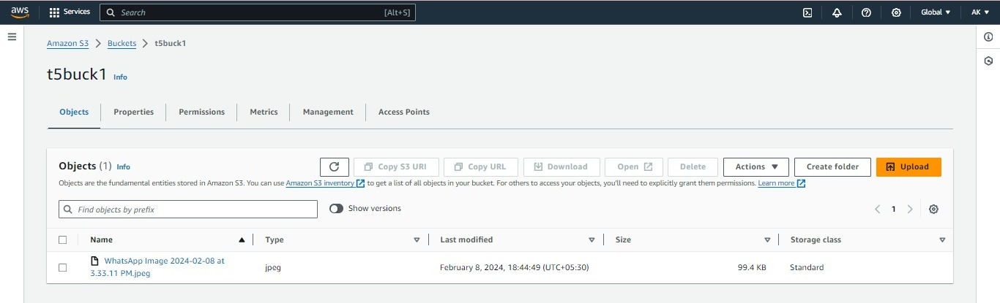 aws Services Search [Alt+S] Global AK
Amazon S3 Buckets t5buck1
t5buck1 Info
Objects Properties Permissions Metrics Management Access Points
Objects (1) Info Copy S3 URI Copy URL Download Open Delete Actions Create folder Upload
Objects are the fundamental entities stored in Amazon S3. You can use Amazon S3 inventory to get a list of all objects in your bucket. For others to access your objects, you'll need to explicitly grant them permissions. Learn more
Find objects by prefix Show versions 1
Name Type Last modified Size Storage class
WhatsApp Image 2024-02-08 at
3.33.11 PM.jpeg jpeg February 8, 2024, 18:44:49 (UTC+05:30) 99.4 KB Standard